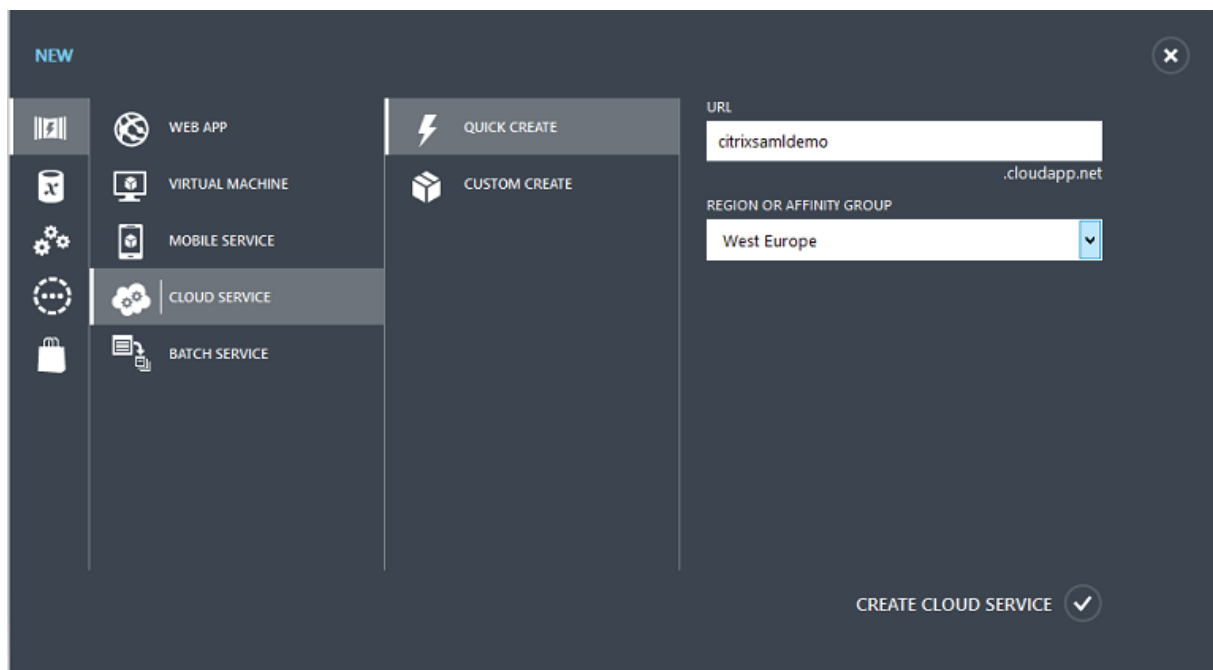 NEW
WEB APP
VIRTUAL MACHINE
MOBILE SERVICE
CLOUD SERVICE
BATCH SERVICE
QUICK CREATE
CUSTOM CREATE
URL
citrixsamldemo
.cloudapp.net
REGION OR AFFINITY GROUP
West Europe
CREATE CLOUD SERVICE